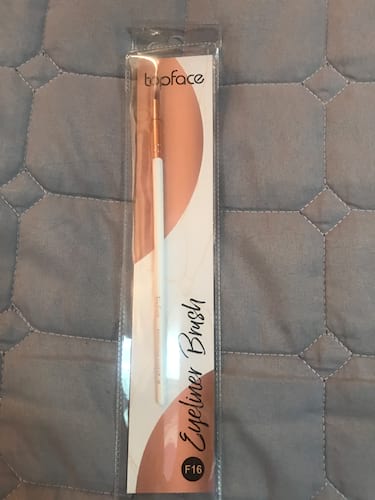 topface
Eyeliner Brush
F16